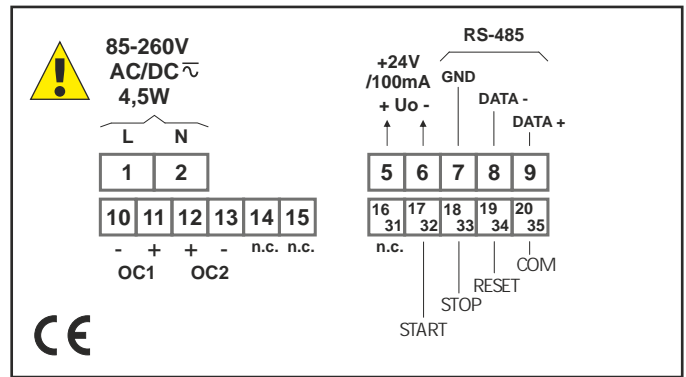 85-260V
AC/DC
4,5W
L N
1 2
10 11 12 13 14 15
- + + - n.c. n.c.
OC1 OC2
CE
RS-485
+24V
/100mA
+ Uo -
GND
DATA -
DATA +
5 6 7 8 9
16 17 18 19 20
31 32 33 34 35
n.c.
COM
RESET
STOP
START